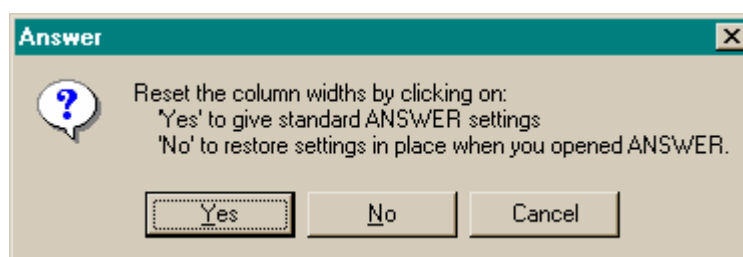 Answer
Reset the column widths by clicking on:
'Yes' to give standard ANSWER settings
'No' to restore settings in place when you opened ANSWER.
Yes No Cancel